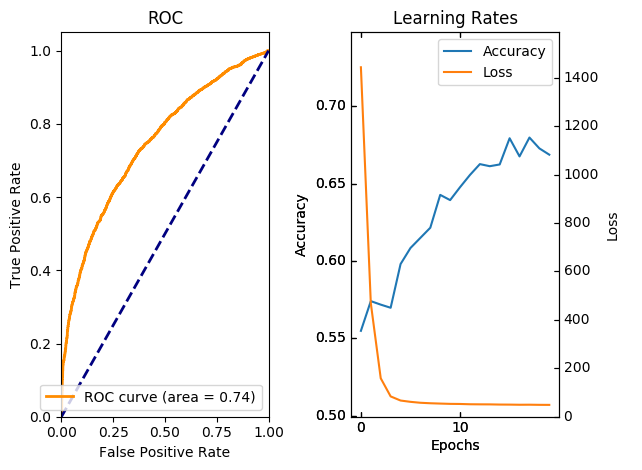 ROC
True Positive Rate
1.0
0.8
0.6
0.4
0.2
0.0
ROC curve (area = 0.74)
0.00 0.25 0.50 0.75 1.00
False Positive Rate
Learning Rates
Accuracy
Loss
Accuracy
0.70
0.65
0.60
0.55
0.50
0 10
Epochs
1400
1200
1000
800
600
400
200
0
Loss